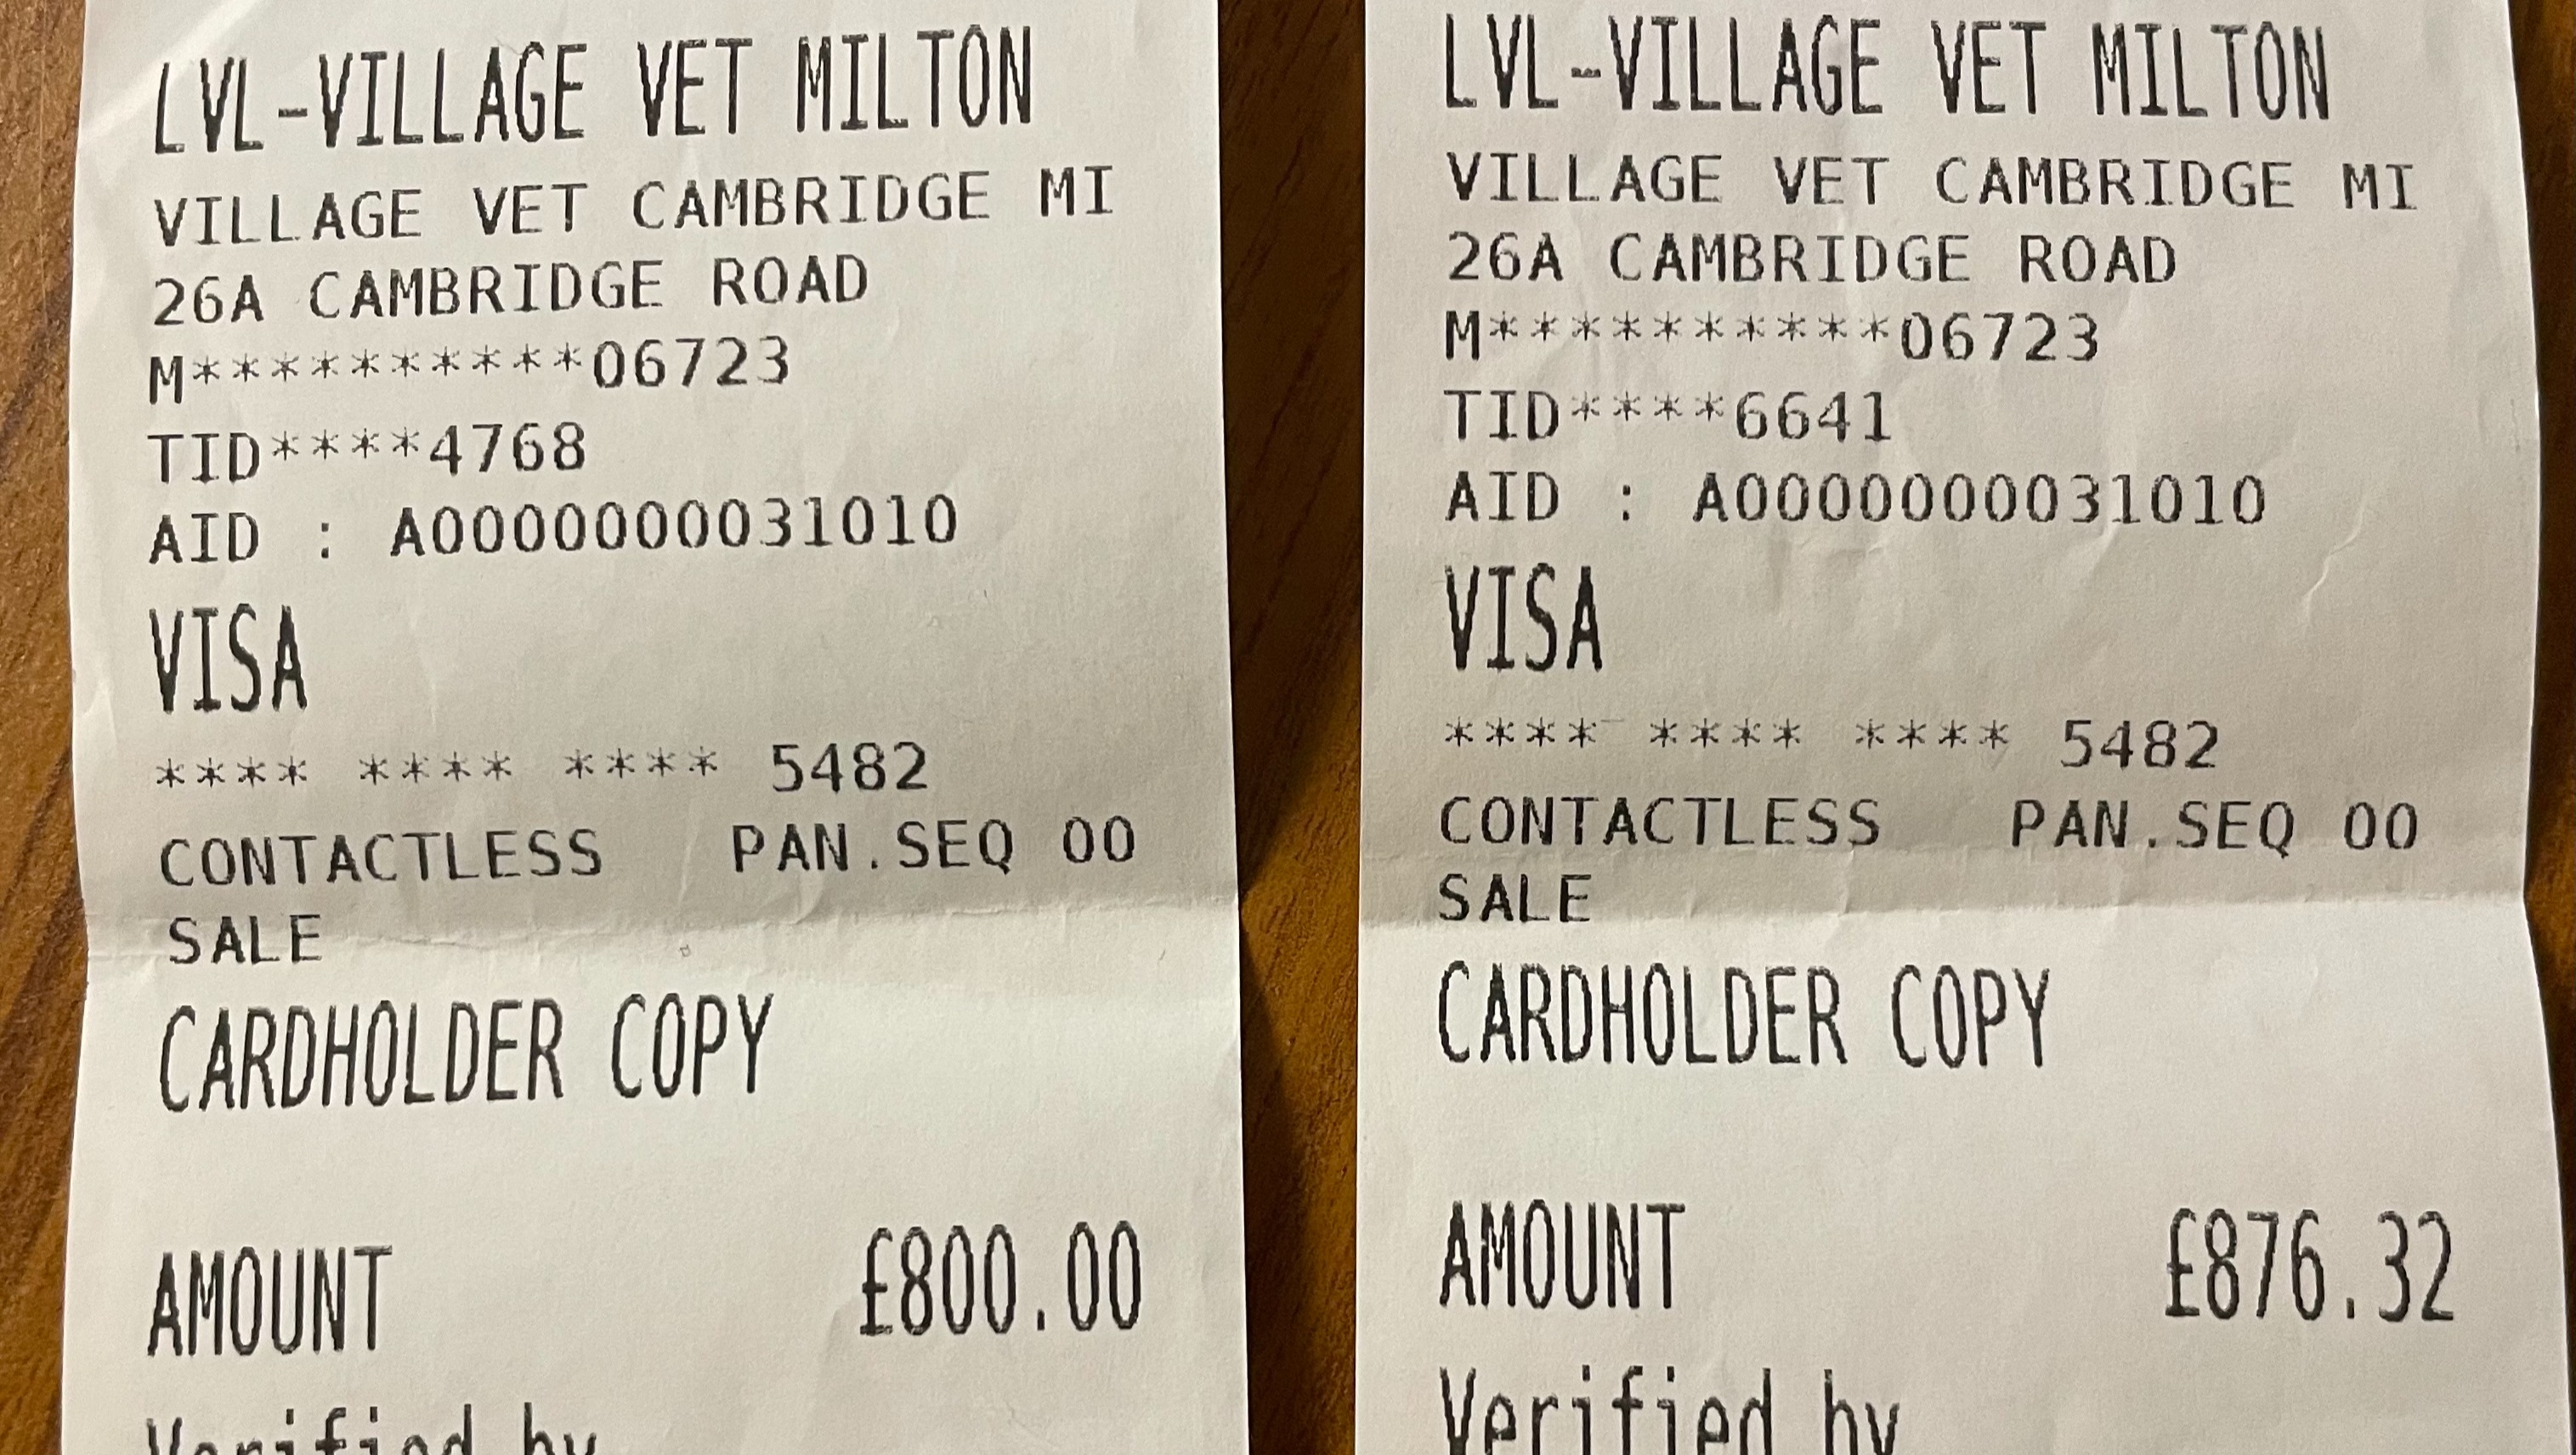 LVL-VILLAGE VET MILTON
VILLAGE VET CAMBRIDGE MI
26A CAMBRIDGE ROAD
M**********06723
TID****4768
AID : A0000000031010
VISA
**** **** **** 5482
CONTACTLESS PAN.SEQ 00
SALE
CARDHOLDER COPY
AMOUNT £800.00
Verified by
LVL-VILLAGE VET MILTON
VILLAGE VET CAMBRIDGE MI
26A CAMBRIDGE ROAD
M**********06723
TID****6641
AID : A0000000031010
VISA
**** **** **** 5482
CONTACTLESS PAN.SEQ 00
SALE
CARDHOLDER COPY
AMOUNT £876.32
Verified by